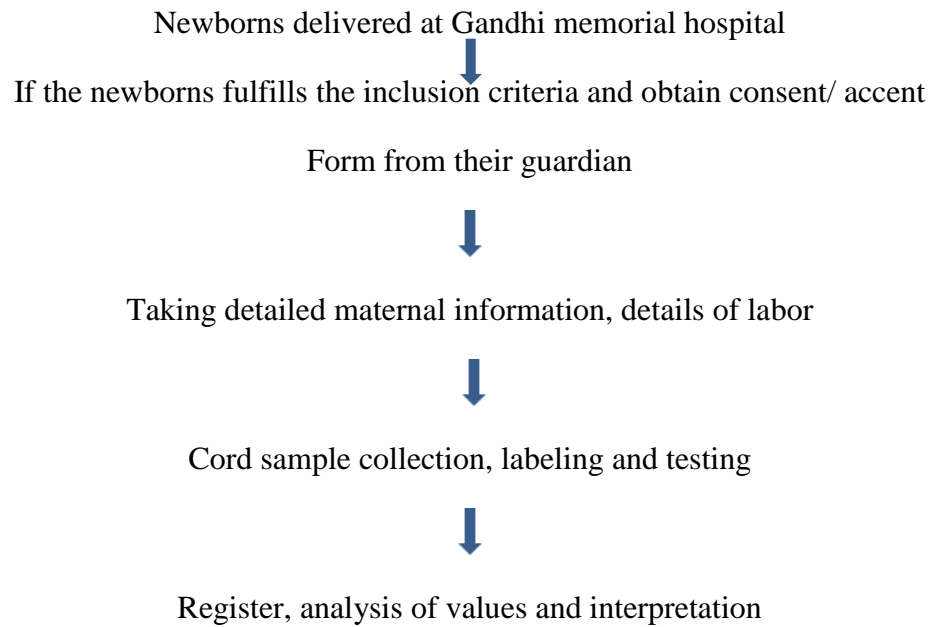 Newborns delivered at Gandhi memorial hospital
If the newborns fulfills the inclusion criteria and obtain consent/ accent
Form from their guardian
Taking detailed maternal information, details of labor
Cord sample collection, labeling and testing
Register, analysis of values and interpretation